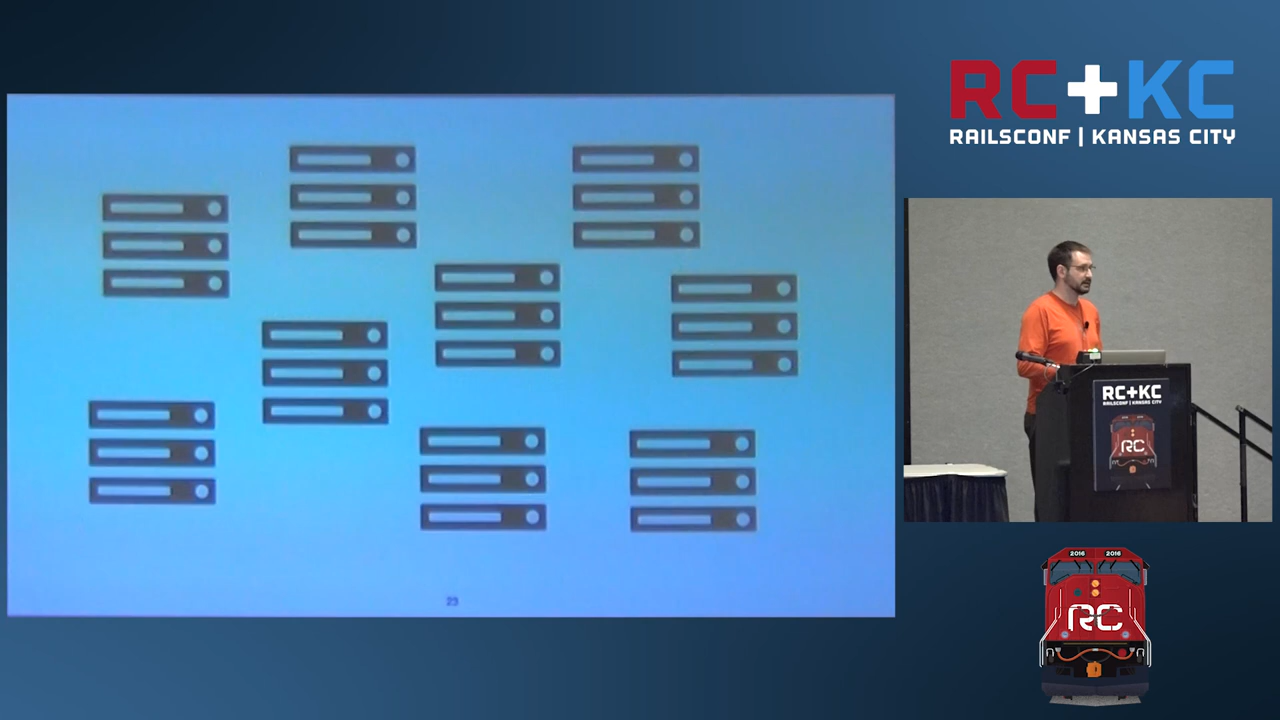 RC+KC
RAILSCONF | KANSAS CITY
23
RC+KC
RAILSCONF | KANSAS CITY
RC
2016 2016
RC